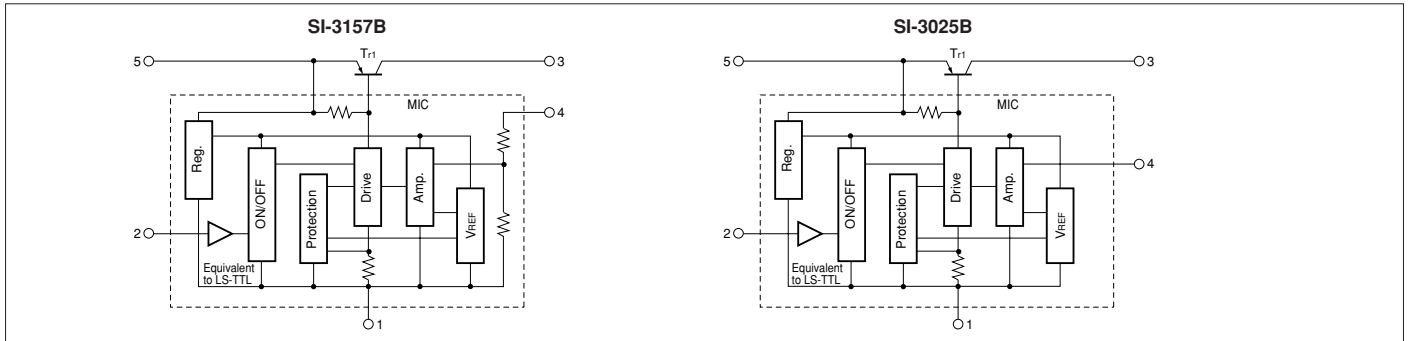 SI-3157B
Tr1
5
3
MIC
4
Reg.
ON/OFF
Protection
Drive
Amp.
VREF
2
Equivalent
to LS-TTL
1
SI-3025B
Tr1
5
3
MIC
Reg.
ON/OFF
Protection
Drive
Amp.
VREF
4
2
Equivalent
to LS-TTL
1